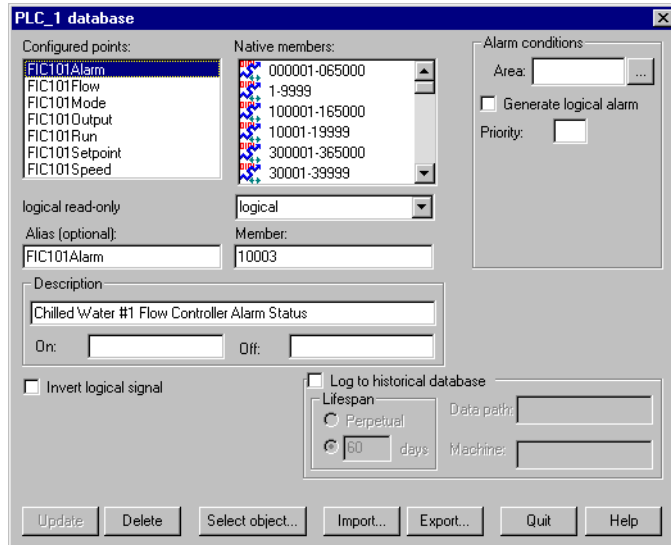 PLC_1 database
Configured points:
FIC101Alarm
FIC101Flow
FIC101Mode
FIC101Output
FIC101Run
FIC101Setpoint
FIC101Speed
Native members:
000001-065000
1-9999
100001-165000
10001-19999
300001-365000
30001-39999
Alarm conditions
Area:
...
Generate logical alarm
Priority:
logical read-only
logical
Alias (optional):
Member:
FIC101Alarm
10003
Description
Chilled Water #1 Flow Controller Alarm Status
On:
Off:
Invert logical signal
Log to historical database
Lifespan
Perpetual
60 days
Data path:
Machine:
Update
Delete
Select object...
Import...
Export...
Quit
Help